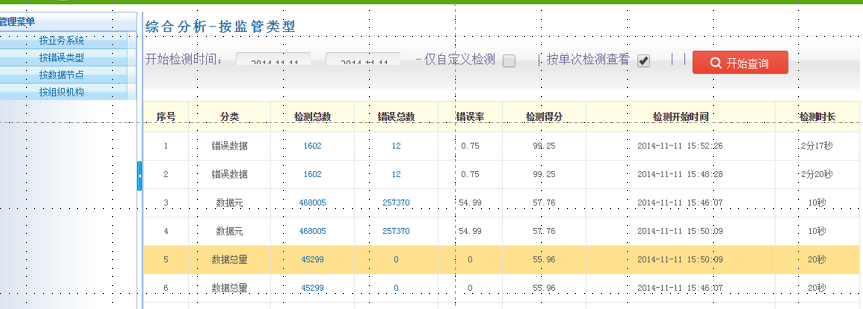 管理菜单
按业务系统
按错误类型
按数据节点
按组织机构
综合分析-按监管类型
开始检测时间： 2014-11-11 2014-11-11 -仅自定义检测 | 按单次检测查看 | | 开始查询
序号 分类 检测总数 错误总数 错误率 检测得分 检测开始时间 检测时长
1 错误数据 1602 12 0.75 99.25 2014-11-11 15:52:26 2分17秒
2 错误数据 1602 12 0.75 99.25 2014-11-11 15:48:28 2分20秒
3 数据元 468005 257370 54.99 57.76 2014-11-11 15:46:07 10秒
4 数据元 468005 257370 54.99 57.76 2014-11-11 15:50:09 10秒
5 数据总量 45299 0 0 55.96 2014-11-11 15:50:09 20秒
6 数据总量 45299 0 0 55.96 2014-11-11 15:46:07 20秒